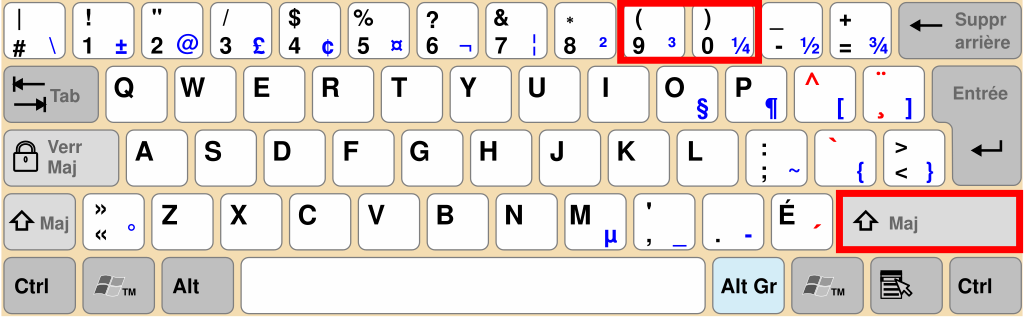 | ! " / $ % ? & * ( ) _ + Suppr
# \ 1 ± 2 @ 3 £ 4 ¢ 5 ¤ 6 ¬ 7 ¦ 8 ² 9 ³ 0 ¼ - ½ = ¾ arrière
Tab Q W E R T Y U I O § P ¶ ^ [ ¨ ¸ ] Entrée
Verr
Maj A S D F G H J K L : ; ~ ` { > < } 
Maj » « ° Z X C V B N M µ ' , _ . - É ´ Maj
Ctrl TM Alt Alt Gr TM Ctrl